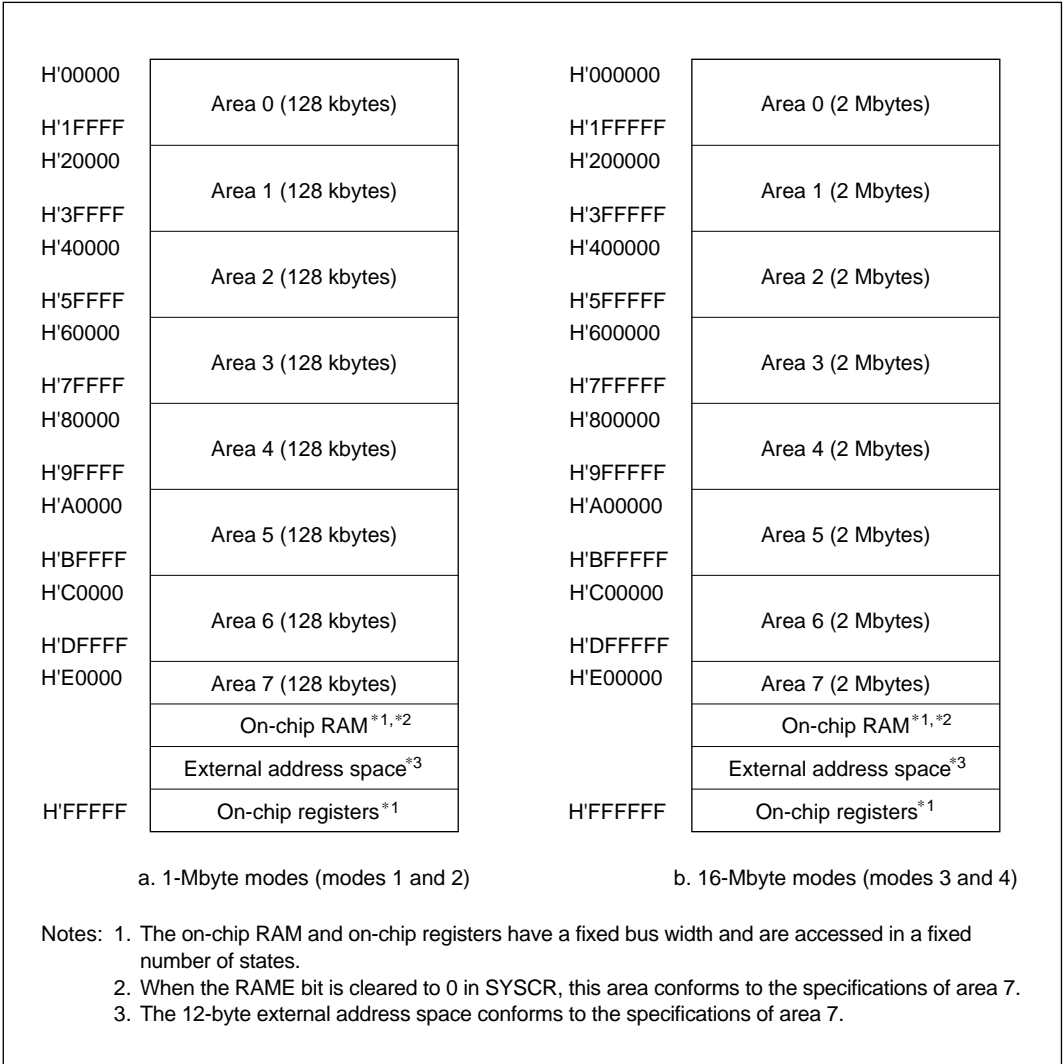 H'00000
Area 0 (128 kbytes)
H'1FFFF
H'20000
Area 1 (128 kbytes)
H'3FFFF
H'40000
Area 2 (128 kbytes)
H'5FFFF
H'60000
Area 3 (128 kbytes)
H'7FFFF
H'80000
Area 4 (128 kbytes)
H'9FFFF
H'A0000
Area 5 (128 kbytes)
H'BFFFF
H'C0000
Area 6 (128 kbytes)
H'DFFFF
H'E0000
Area 7 (128 kbytes)
On-chip RAM*1,*2
External address space*3
H'FFFFF
On-chip registers*1
a. 1-Mbyte modes (modes 1 and 2)
H'000000
Area 0 (2 Mbytes)
H'1FFFFF
H'200000
Area 1 (2 Mbytes)
H'3FFFFF
H'400000
Area 2 (2 Mbytes)
H'5FFFFF
H'600000
Area 3 (2 Mbytes)
H'7FFFFF
H'800000
Area 4 (2 Mbytes)
H'9FFFFF
H'A00000
Area 5 (2 Mbytes)
H'BFFFFF
H'C00000
Area 6 (2 Mbytes)
H'DFFFFF
H'E00000
Area 7 (2 Mbytes)
On-chip RAM*1,*2
External address space*3
H'FFFFFF
On-chip registers*1
b. 16-Mbyte modes (modes 3 and 4)
Notes: 1. The on-chip RAM and on-chip registers have a fixed bus width and are accessed in a fixed
number of states.
2. When the RAME bit is cleared to 0 in SYSCR, this area conforms to the specifications of area 7.
3. The 12-byte external address space conforms to the specifications of area 7.